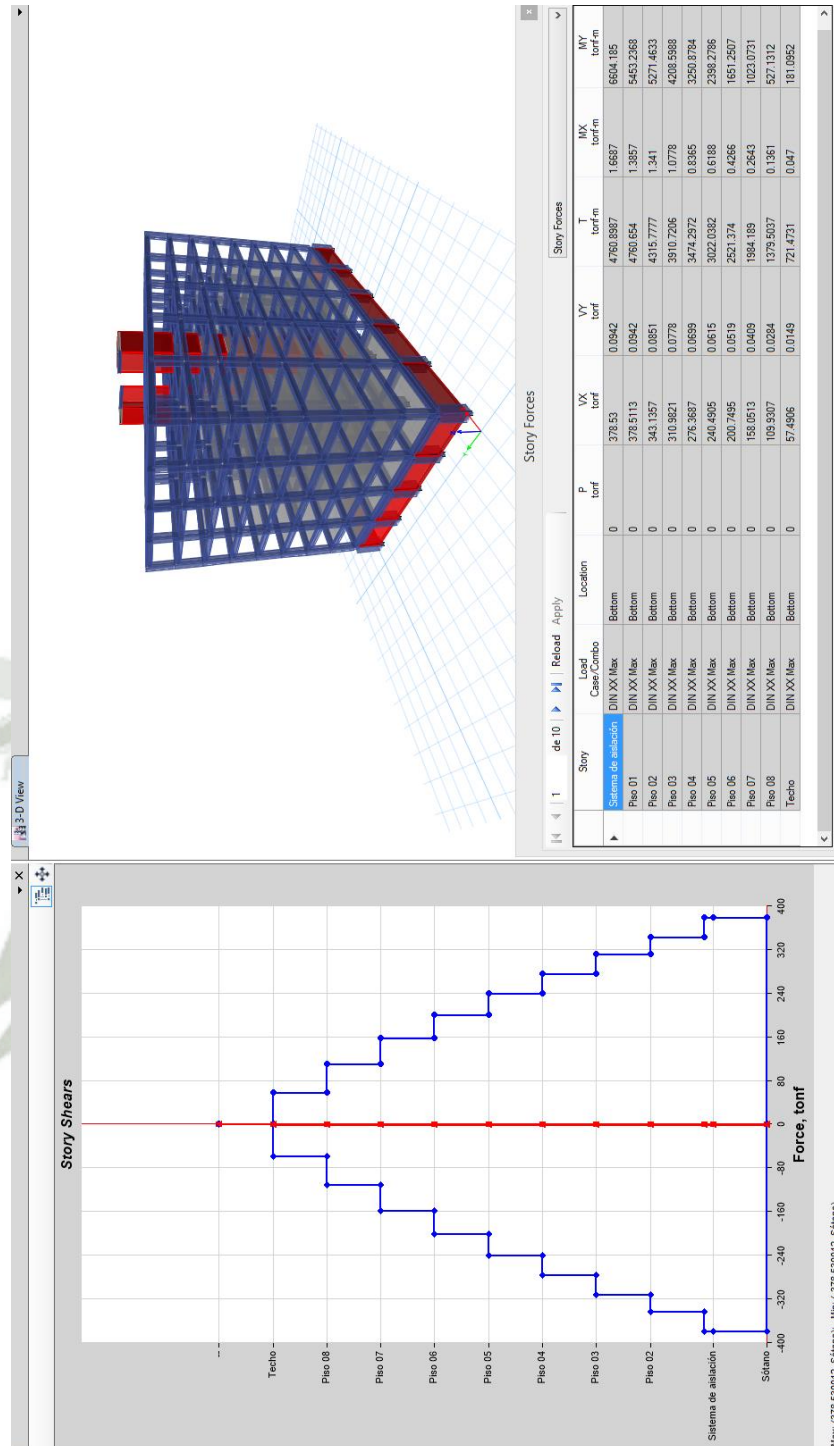 3-D View
Story Shears
--
Techo
Piso 08
Piso 07
Piso 06
Piso 05
Piso 04
Piso 03
Piso 02
Sistema de aislación
Sótano
-400 -320 -240 -160 -80 0 80 160 240 320 400
Force, tonf
Max: (378.530012, Sótano); Min: (-378.530012, Sótano)
Story Forces
1 de 10 Reload Apply Story Forces
Story Load Case/Combo Location P tonf VX tonf VY tonf T tonf-m MX tonf-m MY tonf-m
Sistema de aislación DIN XX Max Bottom 0 378.53 0.0942 4760.8987 1.6687 6604.185
Piso 01 DIN XX Max Bottom 0 378.5113 0.0942 4760.654 1.3857 5453.2368
Piso 02 DIN XX Max Bottom 0 343.1357 0.0851 4315.7777 1.341 5271.4633
Piso 03 DIN XX Max Bottom 0 310.9821 0.0778 3910.7206 1.0778 4208.5988
Piso 04 DIN XX Max Bottom 0 276.3687 0.0699 3474.2972 0.8365 3250.8784
Piso 05 DIN XX Max Bottom 0 240.4905 0.0615 3022.0382 0.6188 2398.2786
Piso 06 DIN XX Max Bottom 0 200.7495 0.0519 2521.374 0.4266 1651.2507
Piso 07 DIN XX Max Bottom 0 158.0513 0.0409 1984.189 0.2643 1023.0731
Piso 08 DIN XX Max Bottom 0 109.9307 0.0284 1379.5037 0.1361 527.1312
Techo DIN XX Max Bottom 0 57.4906 0.0149 721.4731 0.047 181.0952